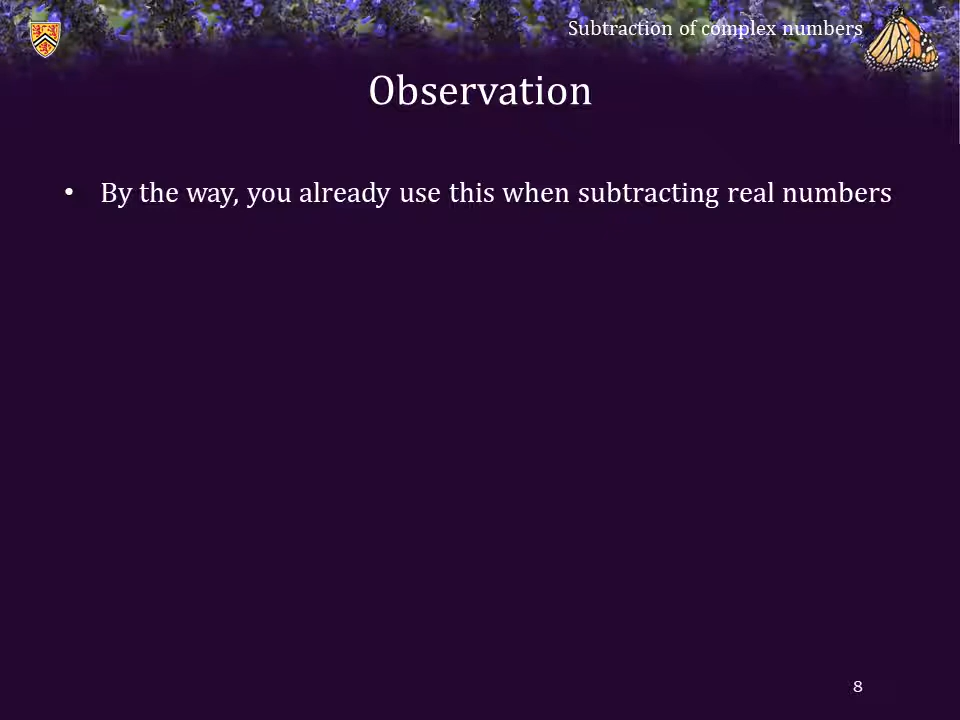 Subtraction of complex numbers
Observation
• By the way, you already use this when subtracting real numbers
8